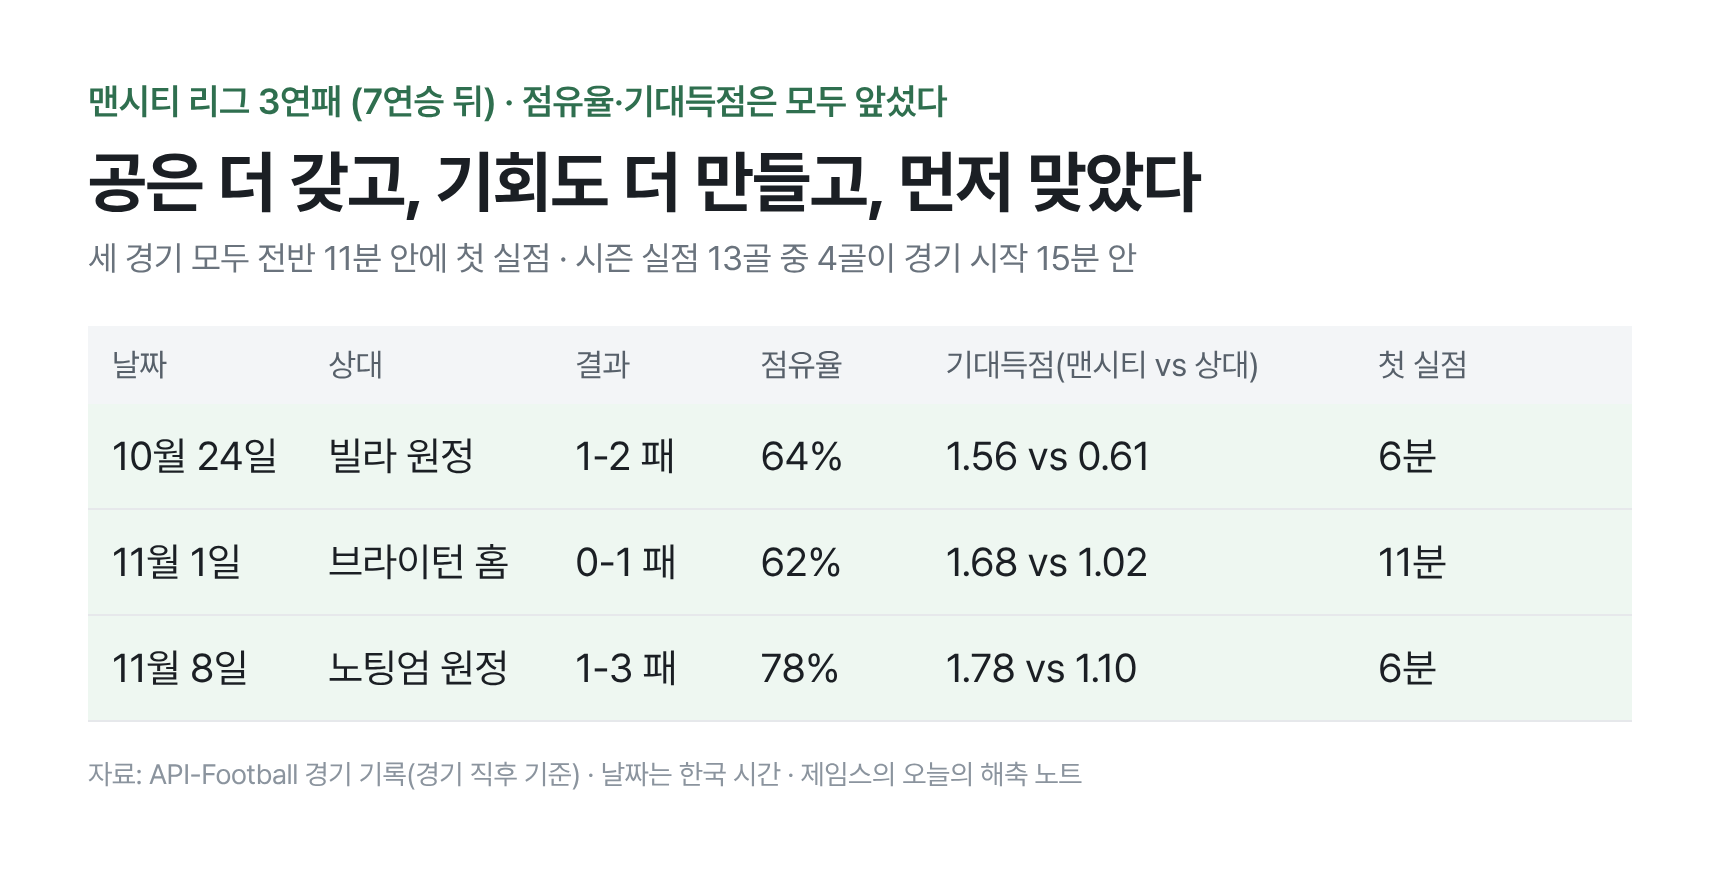 맨시티 리그 3연패 (7연승 뒤) · 점유율·기대득점은 모두 앞섰다
공은 더 갖고, 기회도 더 만들고, 먼저 맞았다
세 경기 모두 전반 11분 안에 첫 실점 · 시즌 실점 13골 중 4골이 경기 시작 15분 안
날짜 상대 결과 점유율 기대득점(맨시티 vs 상대) 첫 실점
10월 24일 빌라 원정 1-2 패 64% 1.56 vs 0.61 6분
11월 1일 브라이턴 홈 0-1 패 62% 1.68 vs 1.02 11분
11월 8일 노팅엄 원정 1-3 패 78% 1.78 vs 1.10 6분
자료: API-Football 경기 기록(경기 직후 기준) · 날짜는 한국 시간 · 제임스의 오늘의 해축 노트